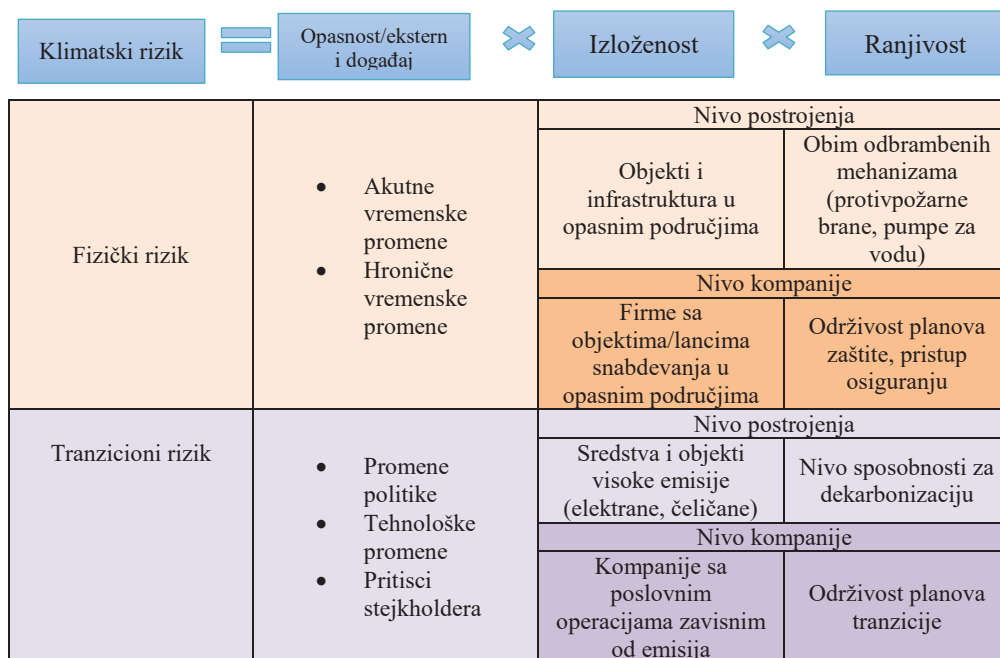 Klimatski rizik
Opasnost/ekstern
i događaj
Izloženost
Ranjivost
Fizički rizik
• Akutne
vremenske
promene
• Hronične
vremenske
promene
Nivo postrojenja
Objekti i
infrastruktura u
opasnim područjima
Obim odbrambenih
mehanizama
(protivpožarne
brane, pumpe za
vodu)
Nivo kompanije
Firme sa
objektima/lancima
snabdevanja u
opasnim područjima
Održivost planova
zaštite, pristup
osiguranju
Tranzicioni rizik
• Promene
politike
• Tehnološke
promene
• Pritisci
stejkholdera
Nivo postrojenja
Sredstva i objekti
visoke emisije
(elektrane, čeličane)
Nivo sposobnosti za
dekarbonizaciju
Nivo kompanije
Kompanije sa
poslovnim
operacijama zavisnim
od emisija
Održivost planova
tranzicije